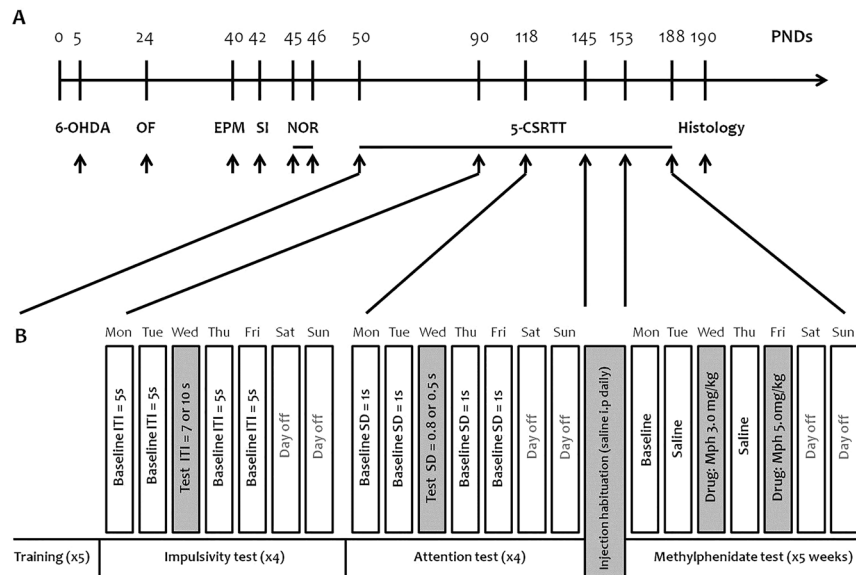 A
0 5 24 40 42 45 46 50 90 118 145 153 188 190 PNDs
6-OHDA OF EPM SI NOR 5-CSRTT Histology
B
Mon Tue Wed Thu Fri Sat Sun Mon Tue Wed Thu Fri Sat Sun Mon Tue Wed Thu Fri Sat Sun
Baseline ITI = 5s
Baseline ITI = 5s
Test ITI = 7 or 10 s
Baseline ITI = 5s
Baseline ITI = 5s
Day off
Day off
Baseline SD = 1s
Baseline SD = 1s
Test SD = 0.8 or 0.5 s
Baseline SD = 1s
Baseline SD = 1s
Day off
Day off
Injection habituation (saline i.p daily)
Baseline
Saline
Drug: Mph 3.0 mg/kg
Saline
Drug: Mph 5.0mg/kg
Day off
Day off
Training (x5) Impulsivity test (x4) Attention test (x4) Methylphenidate test (x5 weeks)